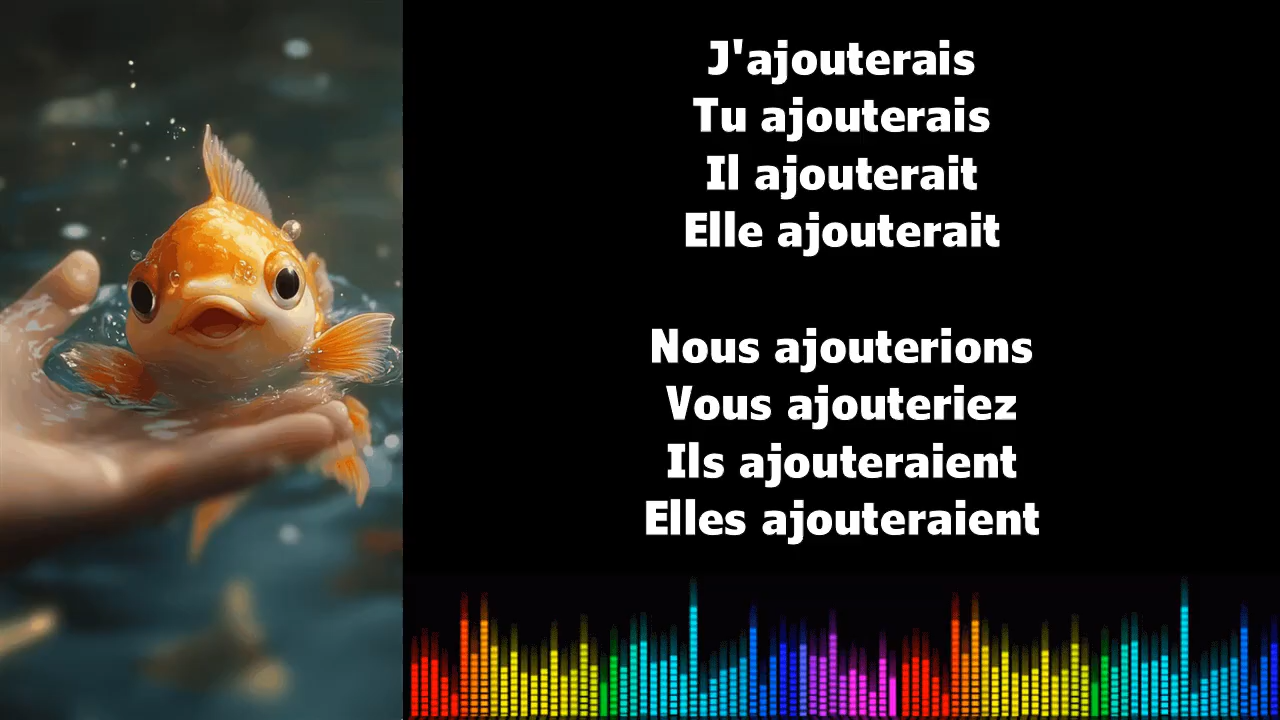 J'ajouterais
Tu ajouterais
Il ajouterait
Elle ajouterait
Nous ajouterions
Vous ajouteriez
Ils ajouteraient
Elles ajouteraient